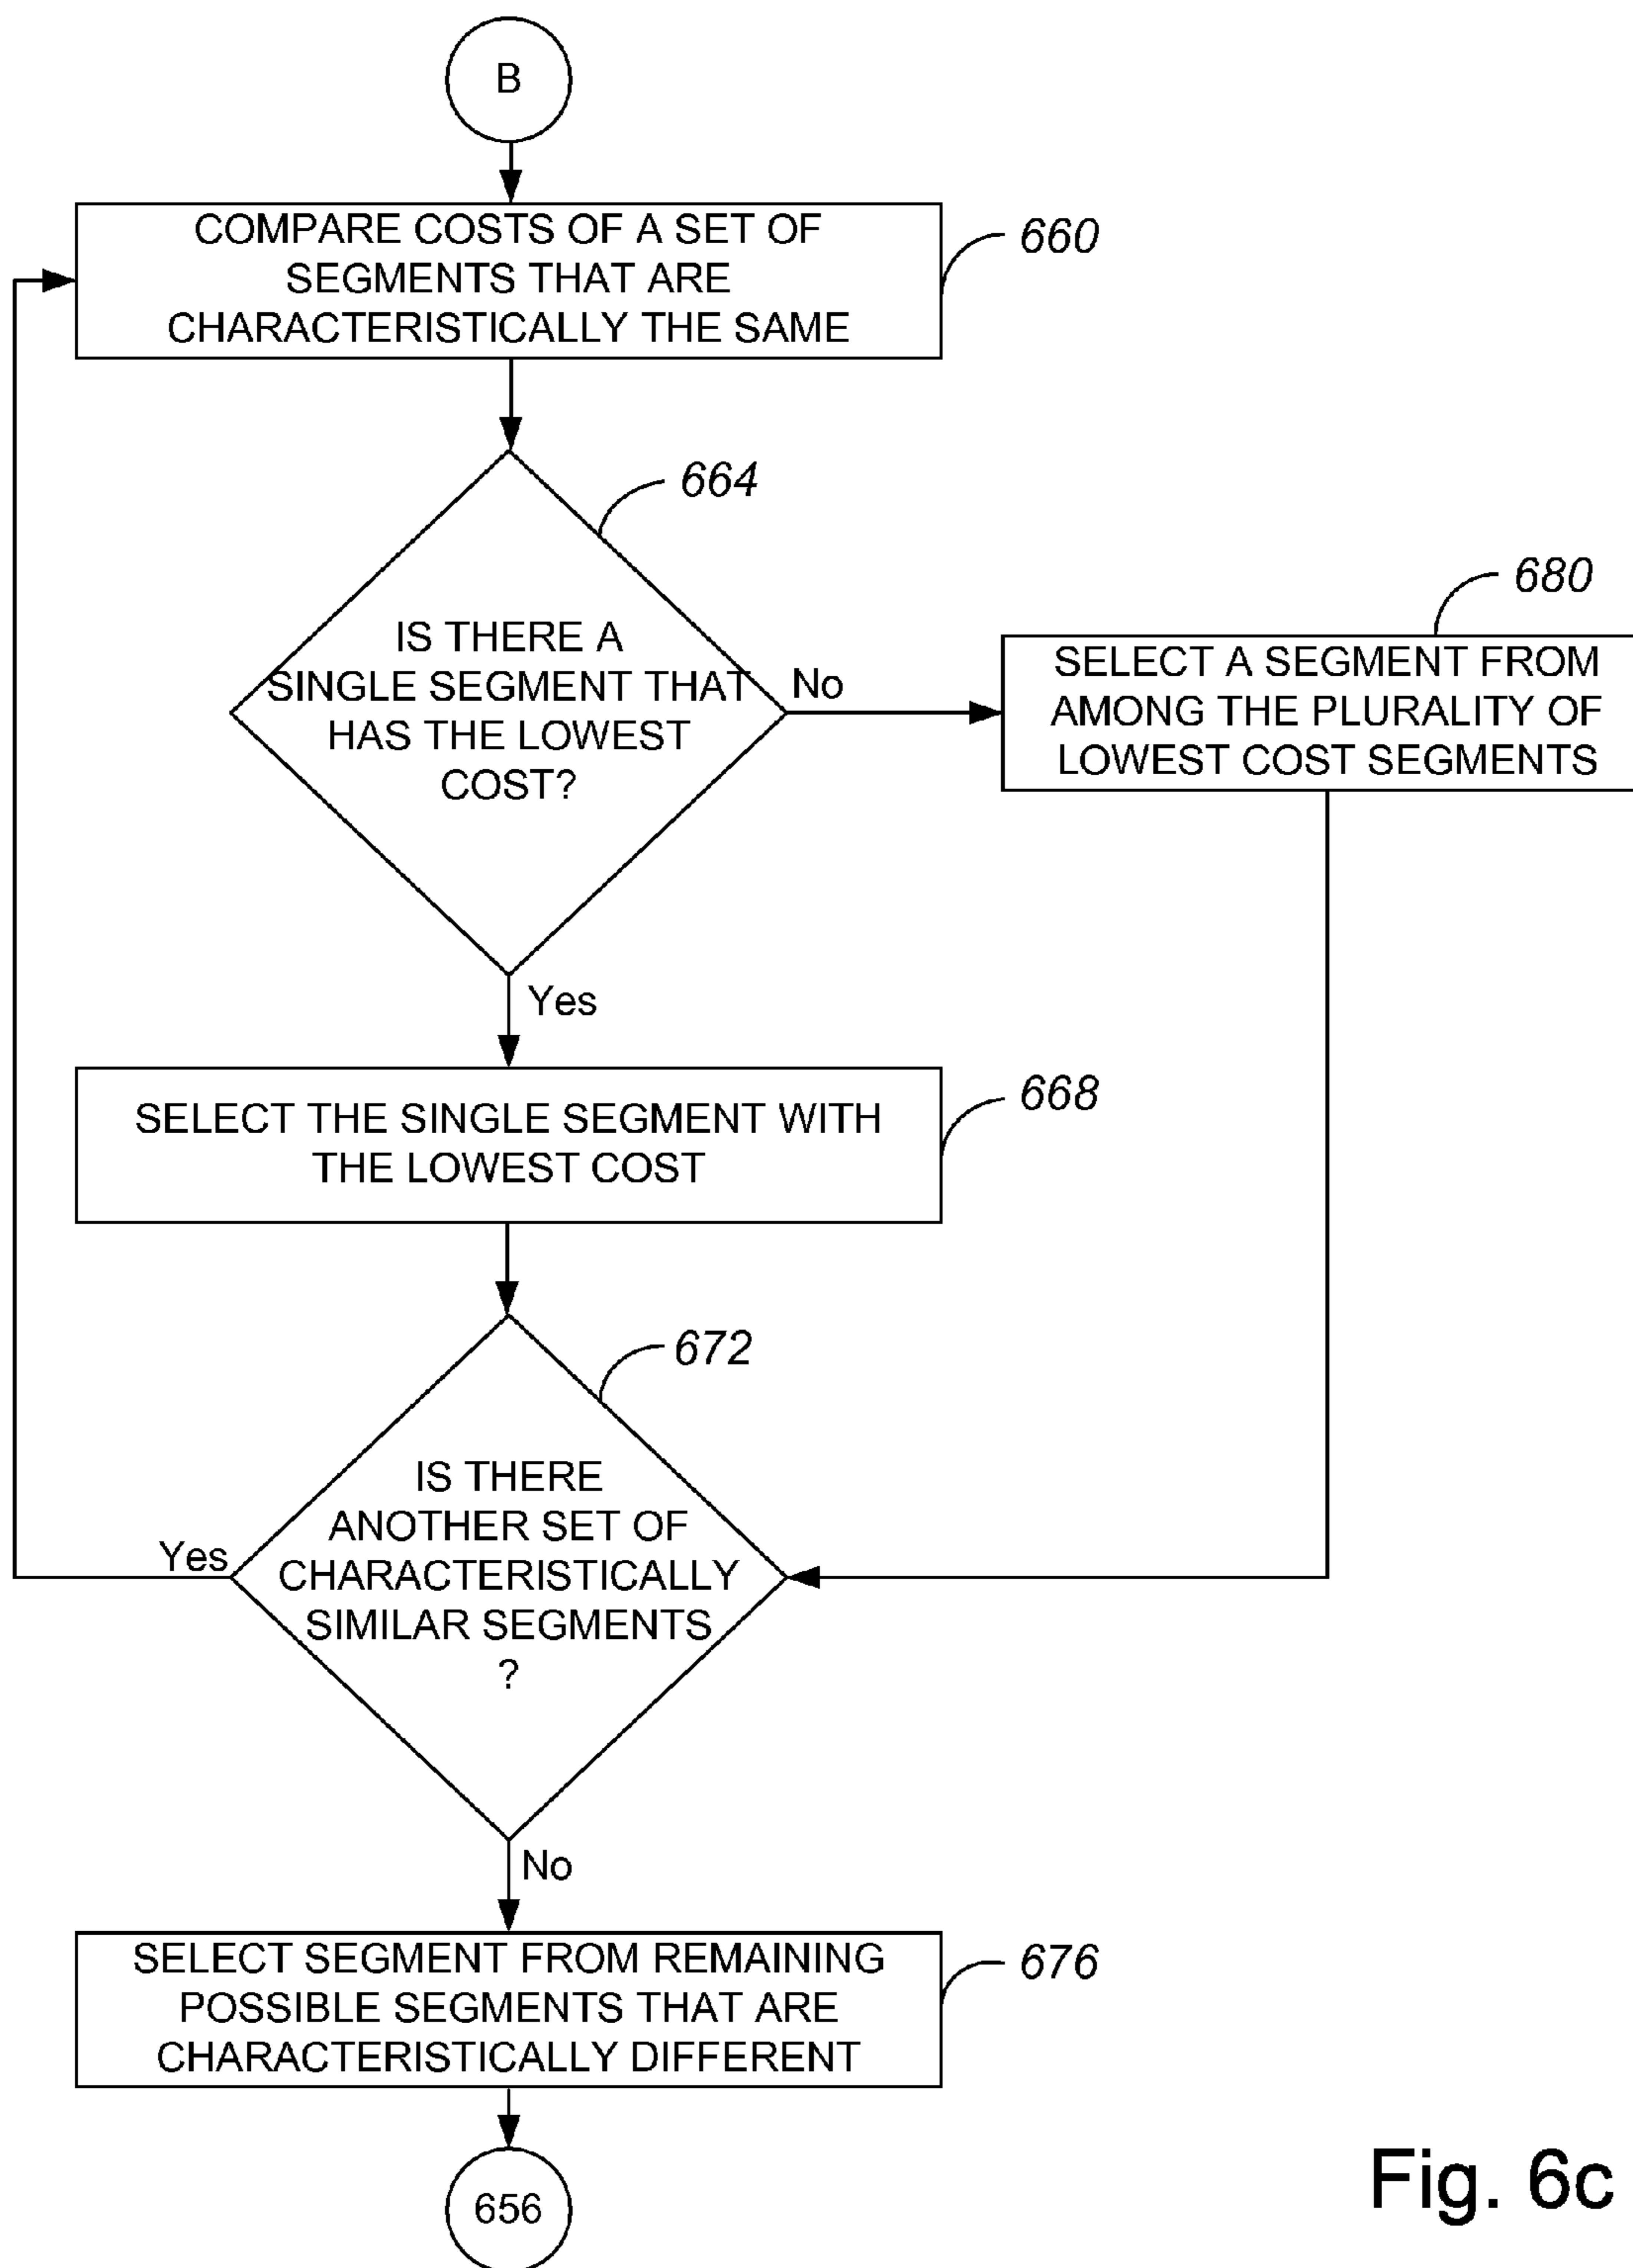 B
COMPARE COSTS OF A SET OF
SEGMENTS THAT ARE
CHARACTERISTICALLY THE SAME
660
664
IS THERE A
SINGLE SEGMENT THAT
HAS THE LOWEST
COST?
No
680
SELECT A SEGMENT FROM
AMONG THE PLURALITY OF
LOWEST COST SEGMENTS
Yes
SELECT THE SINGLE SEGMENT WITH
THE LOWEST COST
668
672
IS THERE
ANOTHER SET OF
CHARACTERISTICALLY
SIMILAR SEGMENTS
?
Yes
No
SELECT SEGMENT FROM REMAINING
POSSIBLE SEGMENTS THAT ARE
CHARACTERISTICALLY DIFFERENT
676
656
Fig. 6c